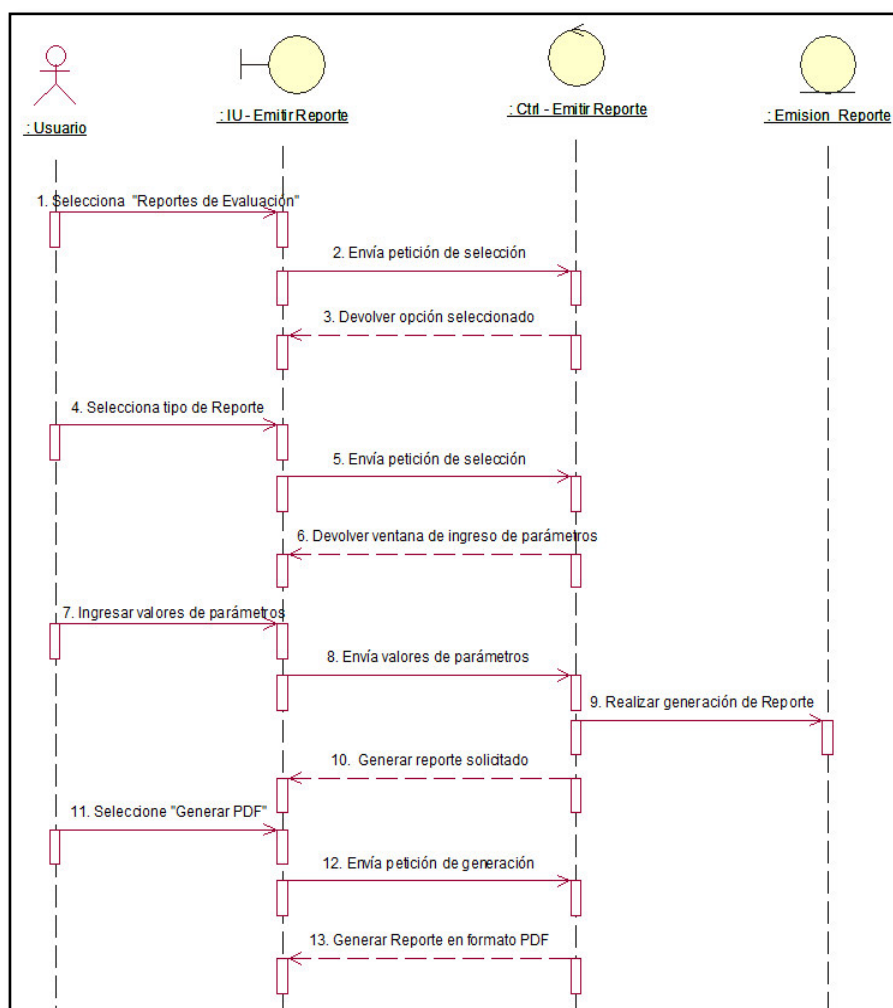 : Usuario
: IU - Emitir Reporte
: Ctrl - Emitir Reporte
: Emision_Reporte
1. Selecciona "Reportes de Evaluación"
2. Envía petición de selección
3. Devolver opción seleccionado
4. Selecciona tipo de Reporte
5. Envía petición de selección
6. Devolver ventana de ingreso de parámetros
7. Ingresar valores de parámetros
8. Envía valores de parámetros
9. Realizar generación de Reporte
10. Generar reporte solicitado
11. Seleccione "Generar PDF"
12. Envía petición de generación
13. Generar Reporte en formato PDF